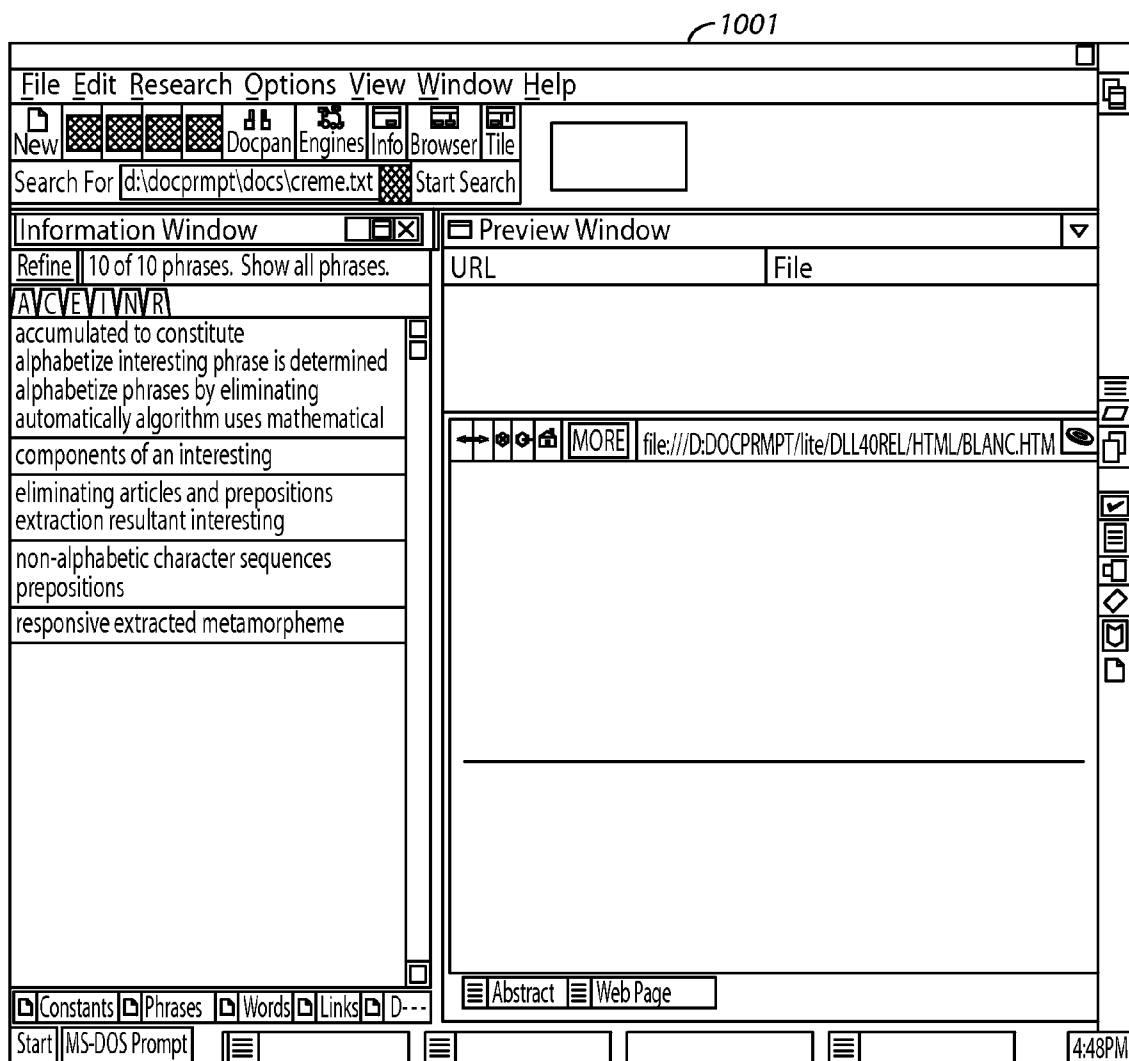 1001
File Edit Research Options View Window Help
New Docpan Engines Info Browser Tile
Search For d:\docprmpt\docs\creme.txt Start Search
Information Window
Refine 10 of 10 phrases. Show all phrases.
A C E I N R
accumulated to constitute
alphabetize interesting phrase is determined
alphabetize phrases by eliminating
automatically algorithm uses mathematical
components of an interesting
eliminating articles and prepositions
extraction resultant interesting
non-alphabetic character sequences
prepositions
responsive extracted metamorpheme
Constants Phrases Words Links D---
Preview Window
URL File
MORE file:///D:DOCPRMPT/lite/DLL40REL/HTML/BLANC.HTM
Abstract Web Page
Start MS-DOS Prompt 4:48PM